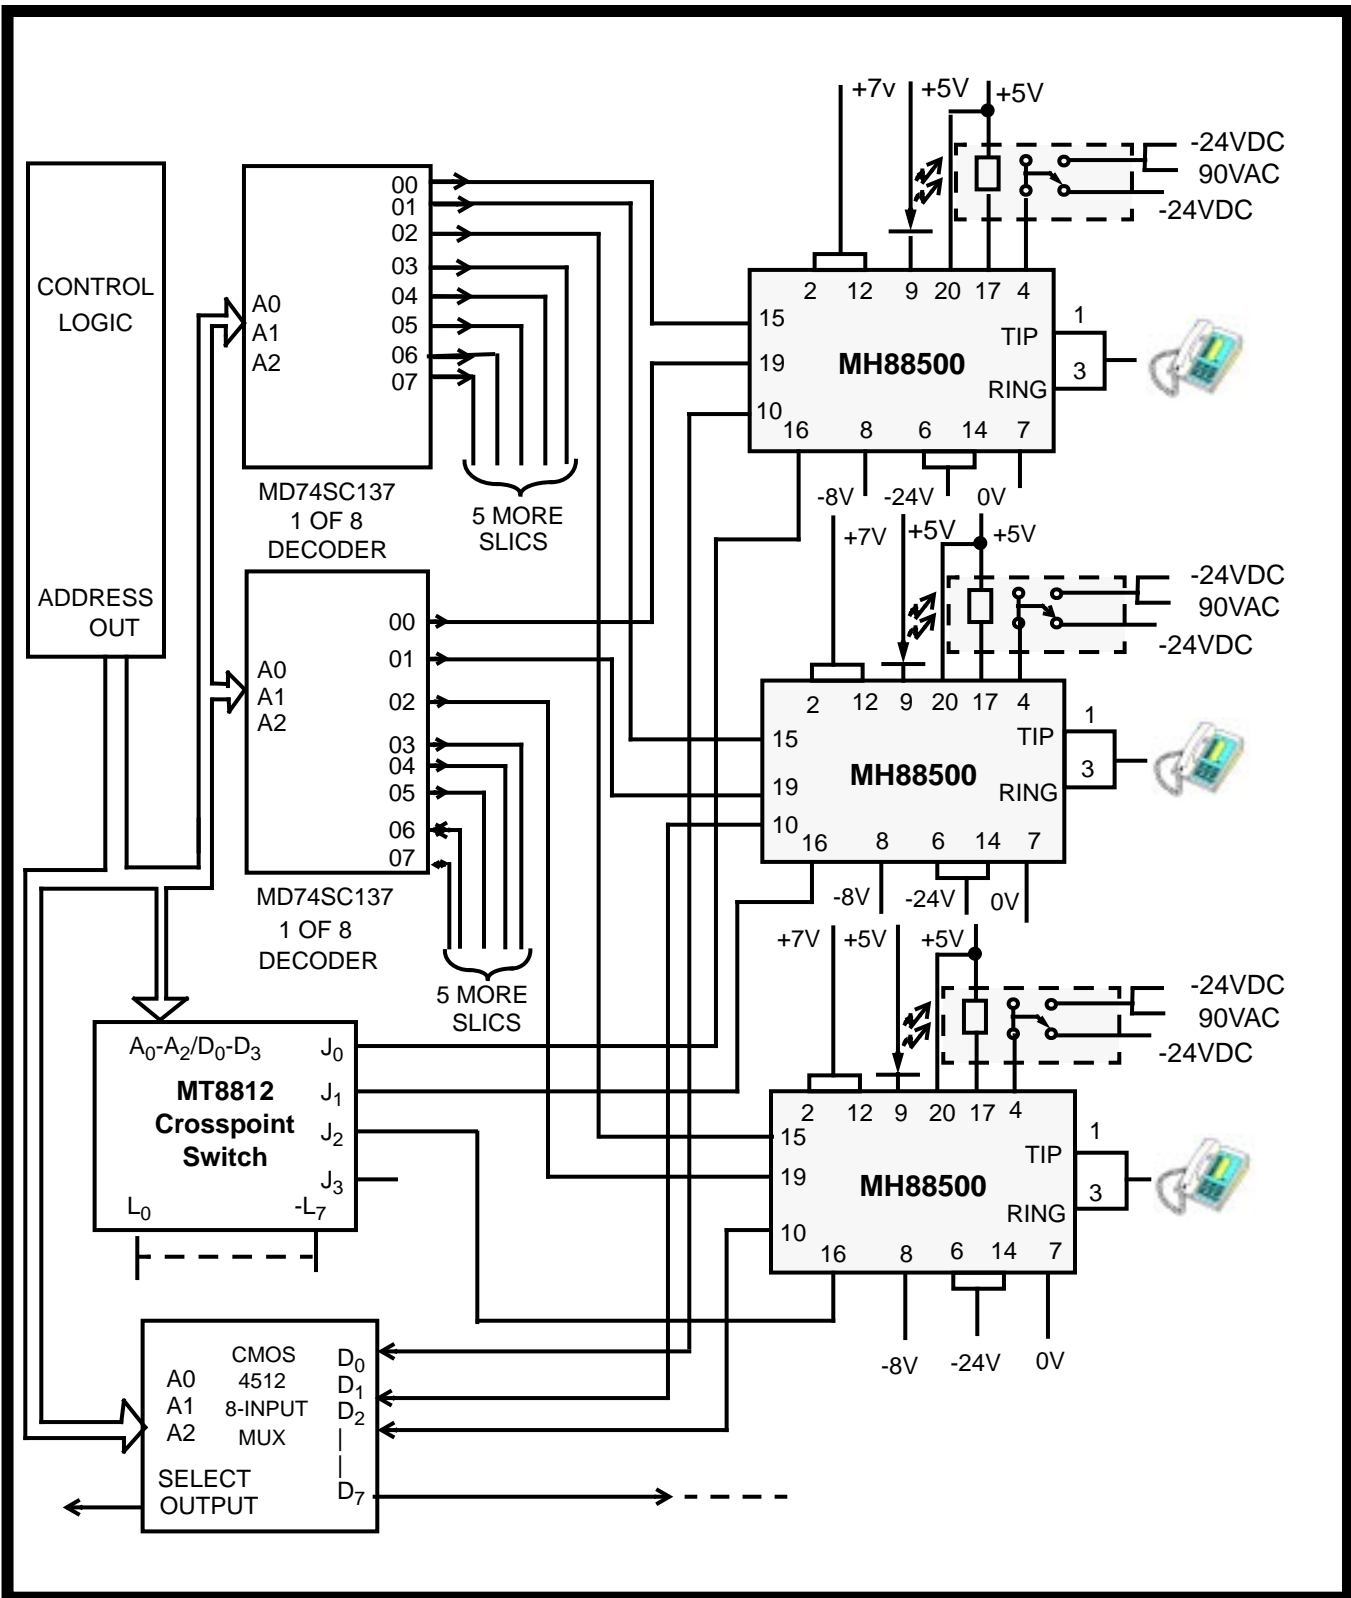 +7v +5V +5V
-24VDC
90VAC
-24VDC
CONTROL
LOGIC
ADDRESS
OUT
00
01
02
03
04
05
06
07
A0
A1
A2
MD74SC137
1 OF 8
DECODER
5 MORE
SLICS
2 12 9 20 17 4
15
19
10
16
MH88500
TIP
RING
1
3
8 6 14 7
-8V -24V 0V
00
01
02
03
04
05
06
07
A0
A1
A2
MD74SC137
1 OF 8
DECODER
5 MORE
SLICS
+7V +5V +5V
-24VDC
90VAC
-24VDC
2 12 9 20 17 4
15
19
10
16
MH88500
TIP
RING
1
3
8 6 14 7
-8V -24V 0V
+7V +5V +5V
-24VDC
90VAC
-24VDC
A0-A2/D0-D3
MT8812
Crosspoint
Switch
J0
J1
J2
J3
L0 -L7
2 12 9 20 17 4
15
19
10
16
MH88500
TIP
RING
1
3
8 6 14 7
-8V -24V 0V
CMOS
4512
8-INPUT
MUX
A0
A1
A2
D0
D1
D2
D7
SELECT
OUTPUT